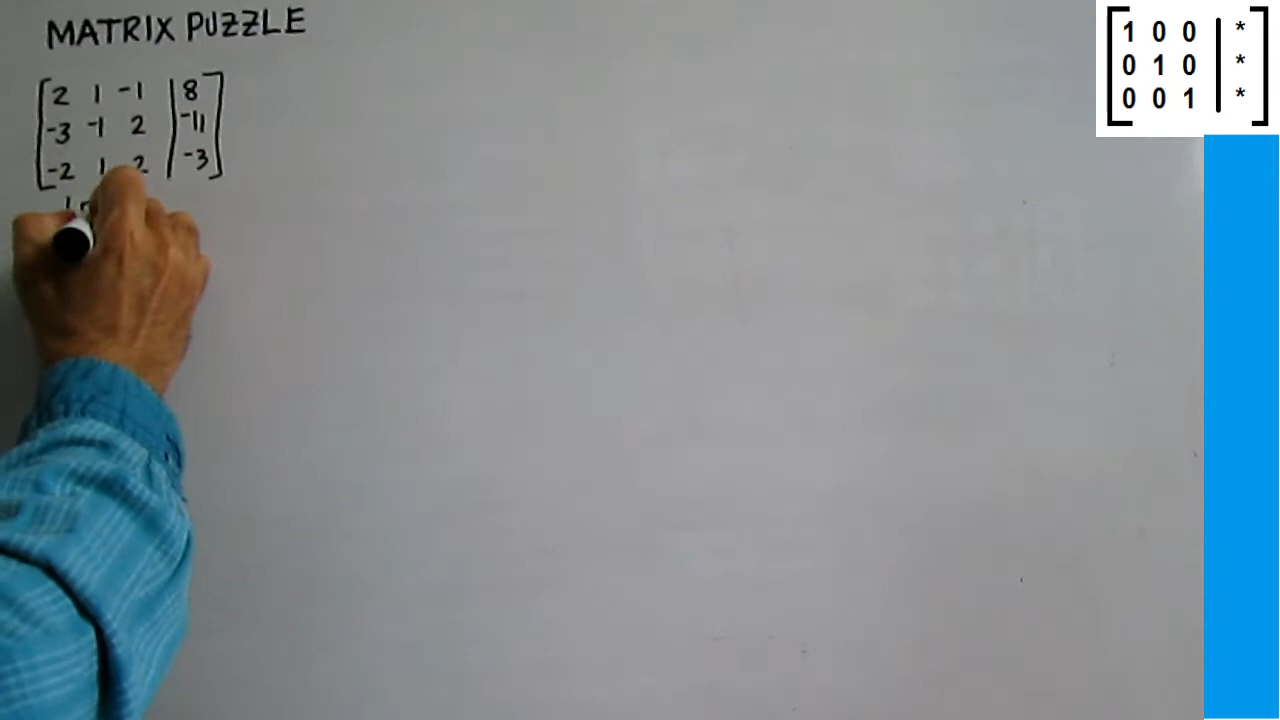 MATRIX PUZZLE
2 1 -1 | 8
-3 -1 2 | -11
-2 1 2 | -3
1 0 0 | *
0 1 0 | *
0 0 1 | *